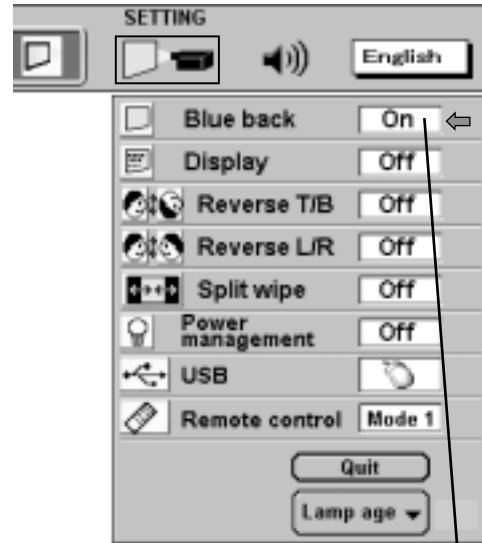 SETTING
English
Blue back On
Display Off
Reverse T/B Off
Reverse L/R Off
Split wipe Off
Power management Off
USB
Remote control Mode 1
Quit
Lamp age